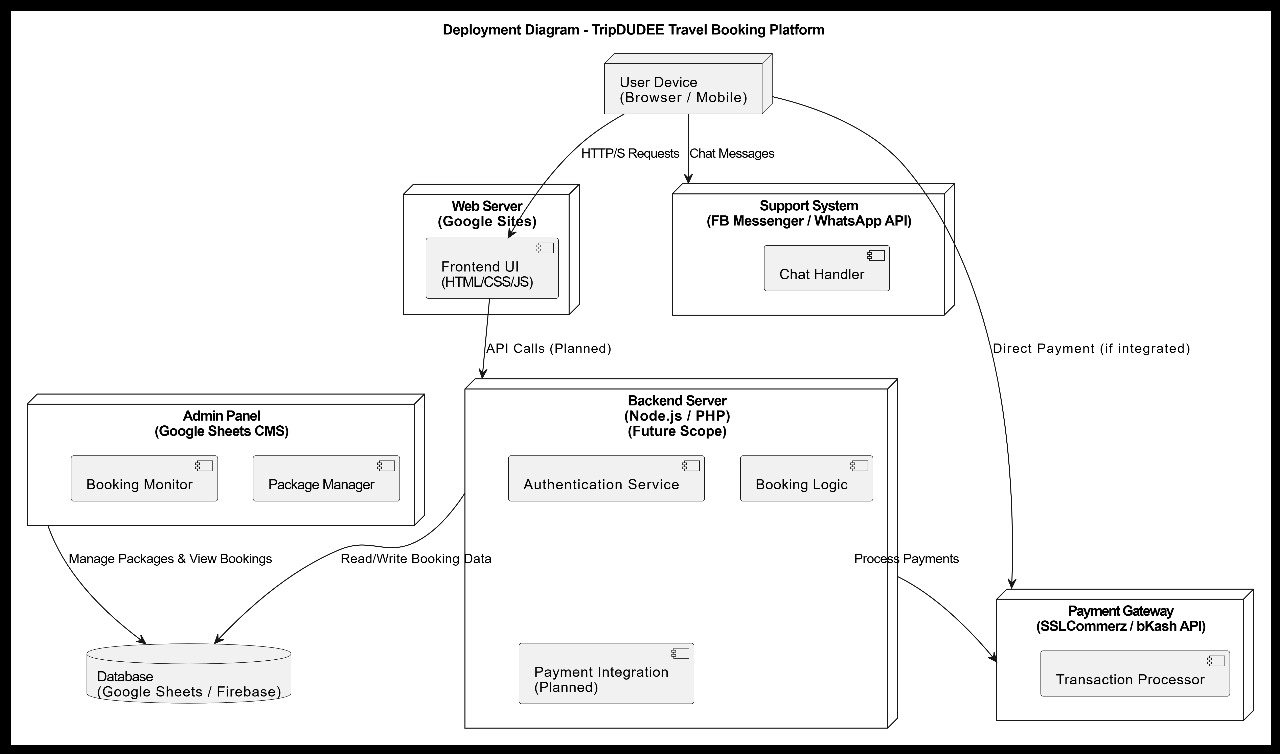 Deployment Diagram - TripDUDEE Travel Booking Platform
User Device
(Browser / Mobile)
HTTP/S Requests
Chat Messages
Web Server
(Google Sites)
Frontend UI
(HTML/CSS/JS)
Support System
(FB Messenger / WhatsApp API)
Chat Handler
API Calls (Planned)
Direct Payment (if integrated)
Admin Panel
(Google Sheets CMS)
Booking Monitor
Package Manager
Backend Server
(Node.js / PHP)
(Future Scope)
Authentication Service
Booking Logic
Manage Packages & View Bookings
Read/Write Booking Data
Process Payments
Database
(Google Sheets / Firebase)
Payment Integration
(Planned)
Payment Gateway
(SSLCommerz / bKash API)
Transaction Processor